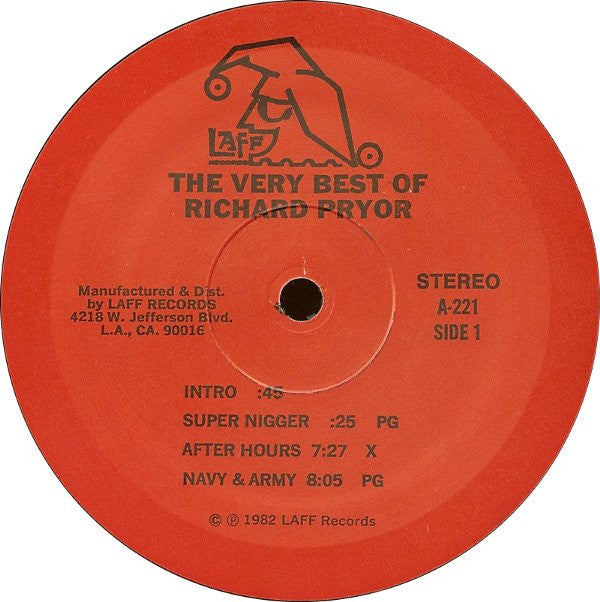 LAFF
THE VERY BEST OF
RICHARD PRYOR
Manufactured & Dist.
by LAFF RECORDS
4218 W. Jefferson Blvd.
L.A., CA. 90016
STEREO
A-221
SIDE 1
INTRO :45
SUPER NIGGER :25 PG
AFTER HOURS 7:27 X
NAVY & ARMY 8:05 PG
© ℗ 1982 LAFF Records